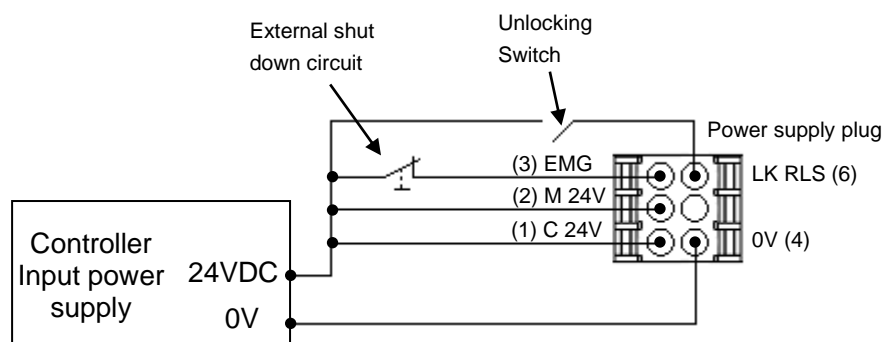 External shut
down circuit
Unlocking
Switch
Power supply plug
(3) EMG
LK RLS (6)
(2) M 24V
(1) C 24V
0V (4)
Controller
Input power
supply
24VDC
0V